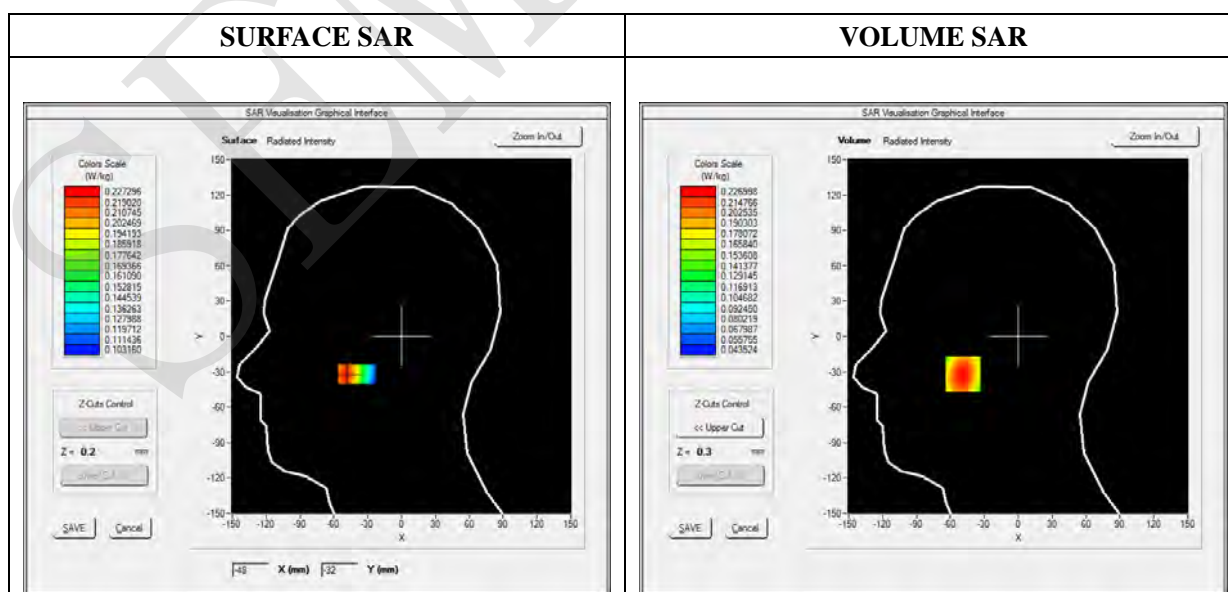 SURFACE SAR
VOLUME SAR
SAR Visualisation Graphical Interface
Surface Radiated Intensity
Zoom In/Out
Colors Scale
(W/kg)
0.227296
0.219020
0.210745
0.202469
0.194193
0.185918
0.177642
0.169366
0.161090
0.152815
0.144539
0.136263
0.127988
0.119712
0.111436
0.103160
150
120
90
60
30
0
-30
-60
-90
-120
-150
Y
-150 -120 -90 -60 -30 0 30 60 90 120 150
X
Z-Cuts Control
<< Upper Cut
Z = 0.2 mm
SAVE Cancel
-48 X (mm) -32 Y (mm)
SAR Visualisation Graphical Interface
Volume Radiated Intensity
Zoom In/Out
Colors Scale
(W/kg)
0.226998
0.214766
0.202535
0.190303
0.178072
0.165840
0.153608
0.141377
0.129145
0.116913
0.104682
0.092450
0.080219
0.067987
0.055755
0.043524
150
120
90
60
30
0
-30
-60
-90
-120
-150
Y
-150 -120 -90 -60 -30 0 30 60 90 120 150
X
Z-Cuts Control
<< Upper Cut
Z = 0.3 mm
SAVE Cancel